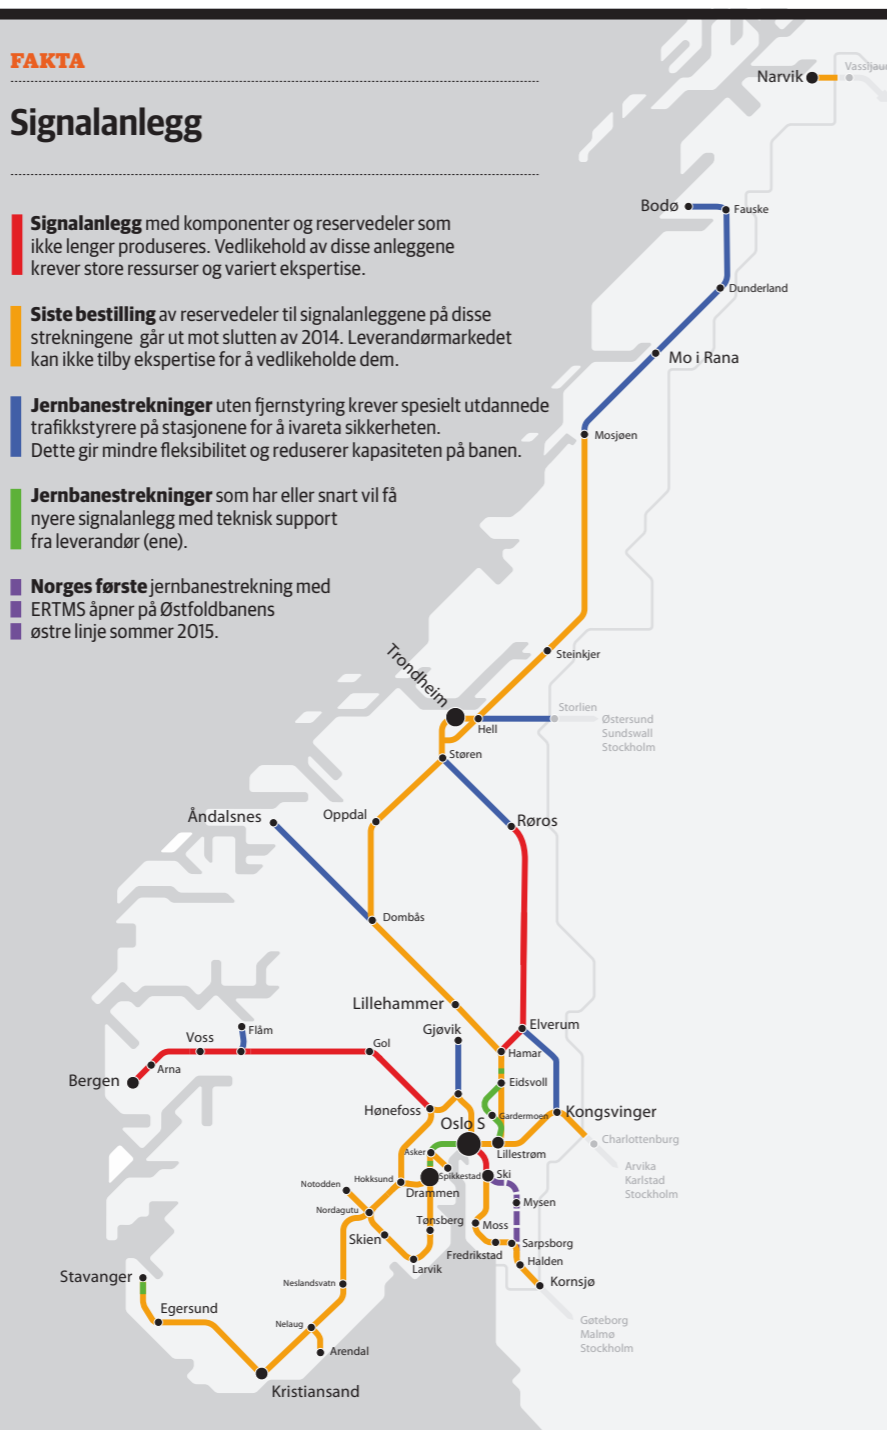 FAKTA
Signalanlegg
Signalanlegg med komponenter og reservedeler som
ikke lenger produseres. Vedlikehold av disse anleggene
krever store ressurser og variert ekspertise.
Siste bestilling av reservedeler til signalanleggene på disse
strekningene går ut mot slutten av 2014. Leverandørmarkedet
kan ikke tilby ekspertise for å vedlikeholde dem.
Jernbanestrekninger uten fjernstyring krever spesielt utdannede
trafikkstyrere på stasjonene for å ivareta sikkerheten.
Dette gir mindre fleksibilitet og reduserer kapasiteten på banen.
Jernbanestrekninger som har eller snart vil få
nyere signalanlegg med teknisk support
fra leverandør (ene).
Norges første jernbanestrekning med
ERTMS åpner på Østfoldbanens
østre linje sommer 2015.
Narvik
Bodø
Fauske
Dunderland
Mo i Rana
Mosjøen
Steinkjer
Trondheim
Hell
Storlien
Østersund
Sundswall
Stockholm
Støren
Åndalsnes
Oppdal
Røros
Dombås
Lillehammer
Gjøvik
Elverum
Hamar
Voss
Flåm
Gol
Arna
Bergen
Eidsvoll
Hønefoss
Gardermoen
Kongsvinger
Oslo S
Lillestrøm
Charlottenburg
Arvika
Karlstad
Stockholm
Asker
Spikkestad
Ski
Notodden
Hokksund
Drammen
Mysen
Nordagutu
Tønsberg
Moss
Skien
Fredrikstad
Sarpsborg
Larvik
Halden
Kornsjø
Stavanger
Neslandsvatn
Egersund
Nelaug
Arendal
Gøteborg
Malmø
Stockholm
Kristiansand